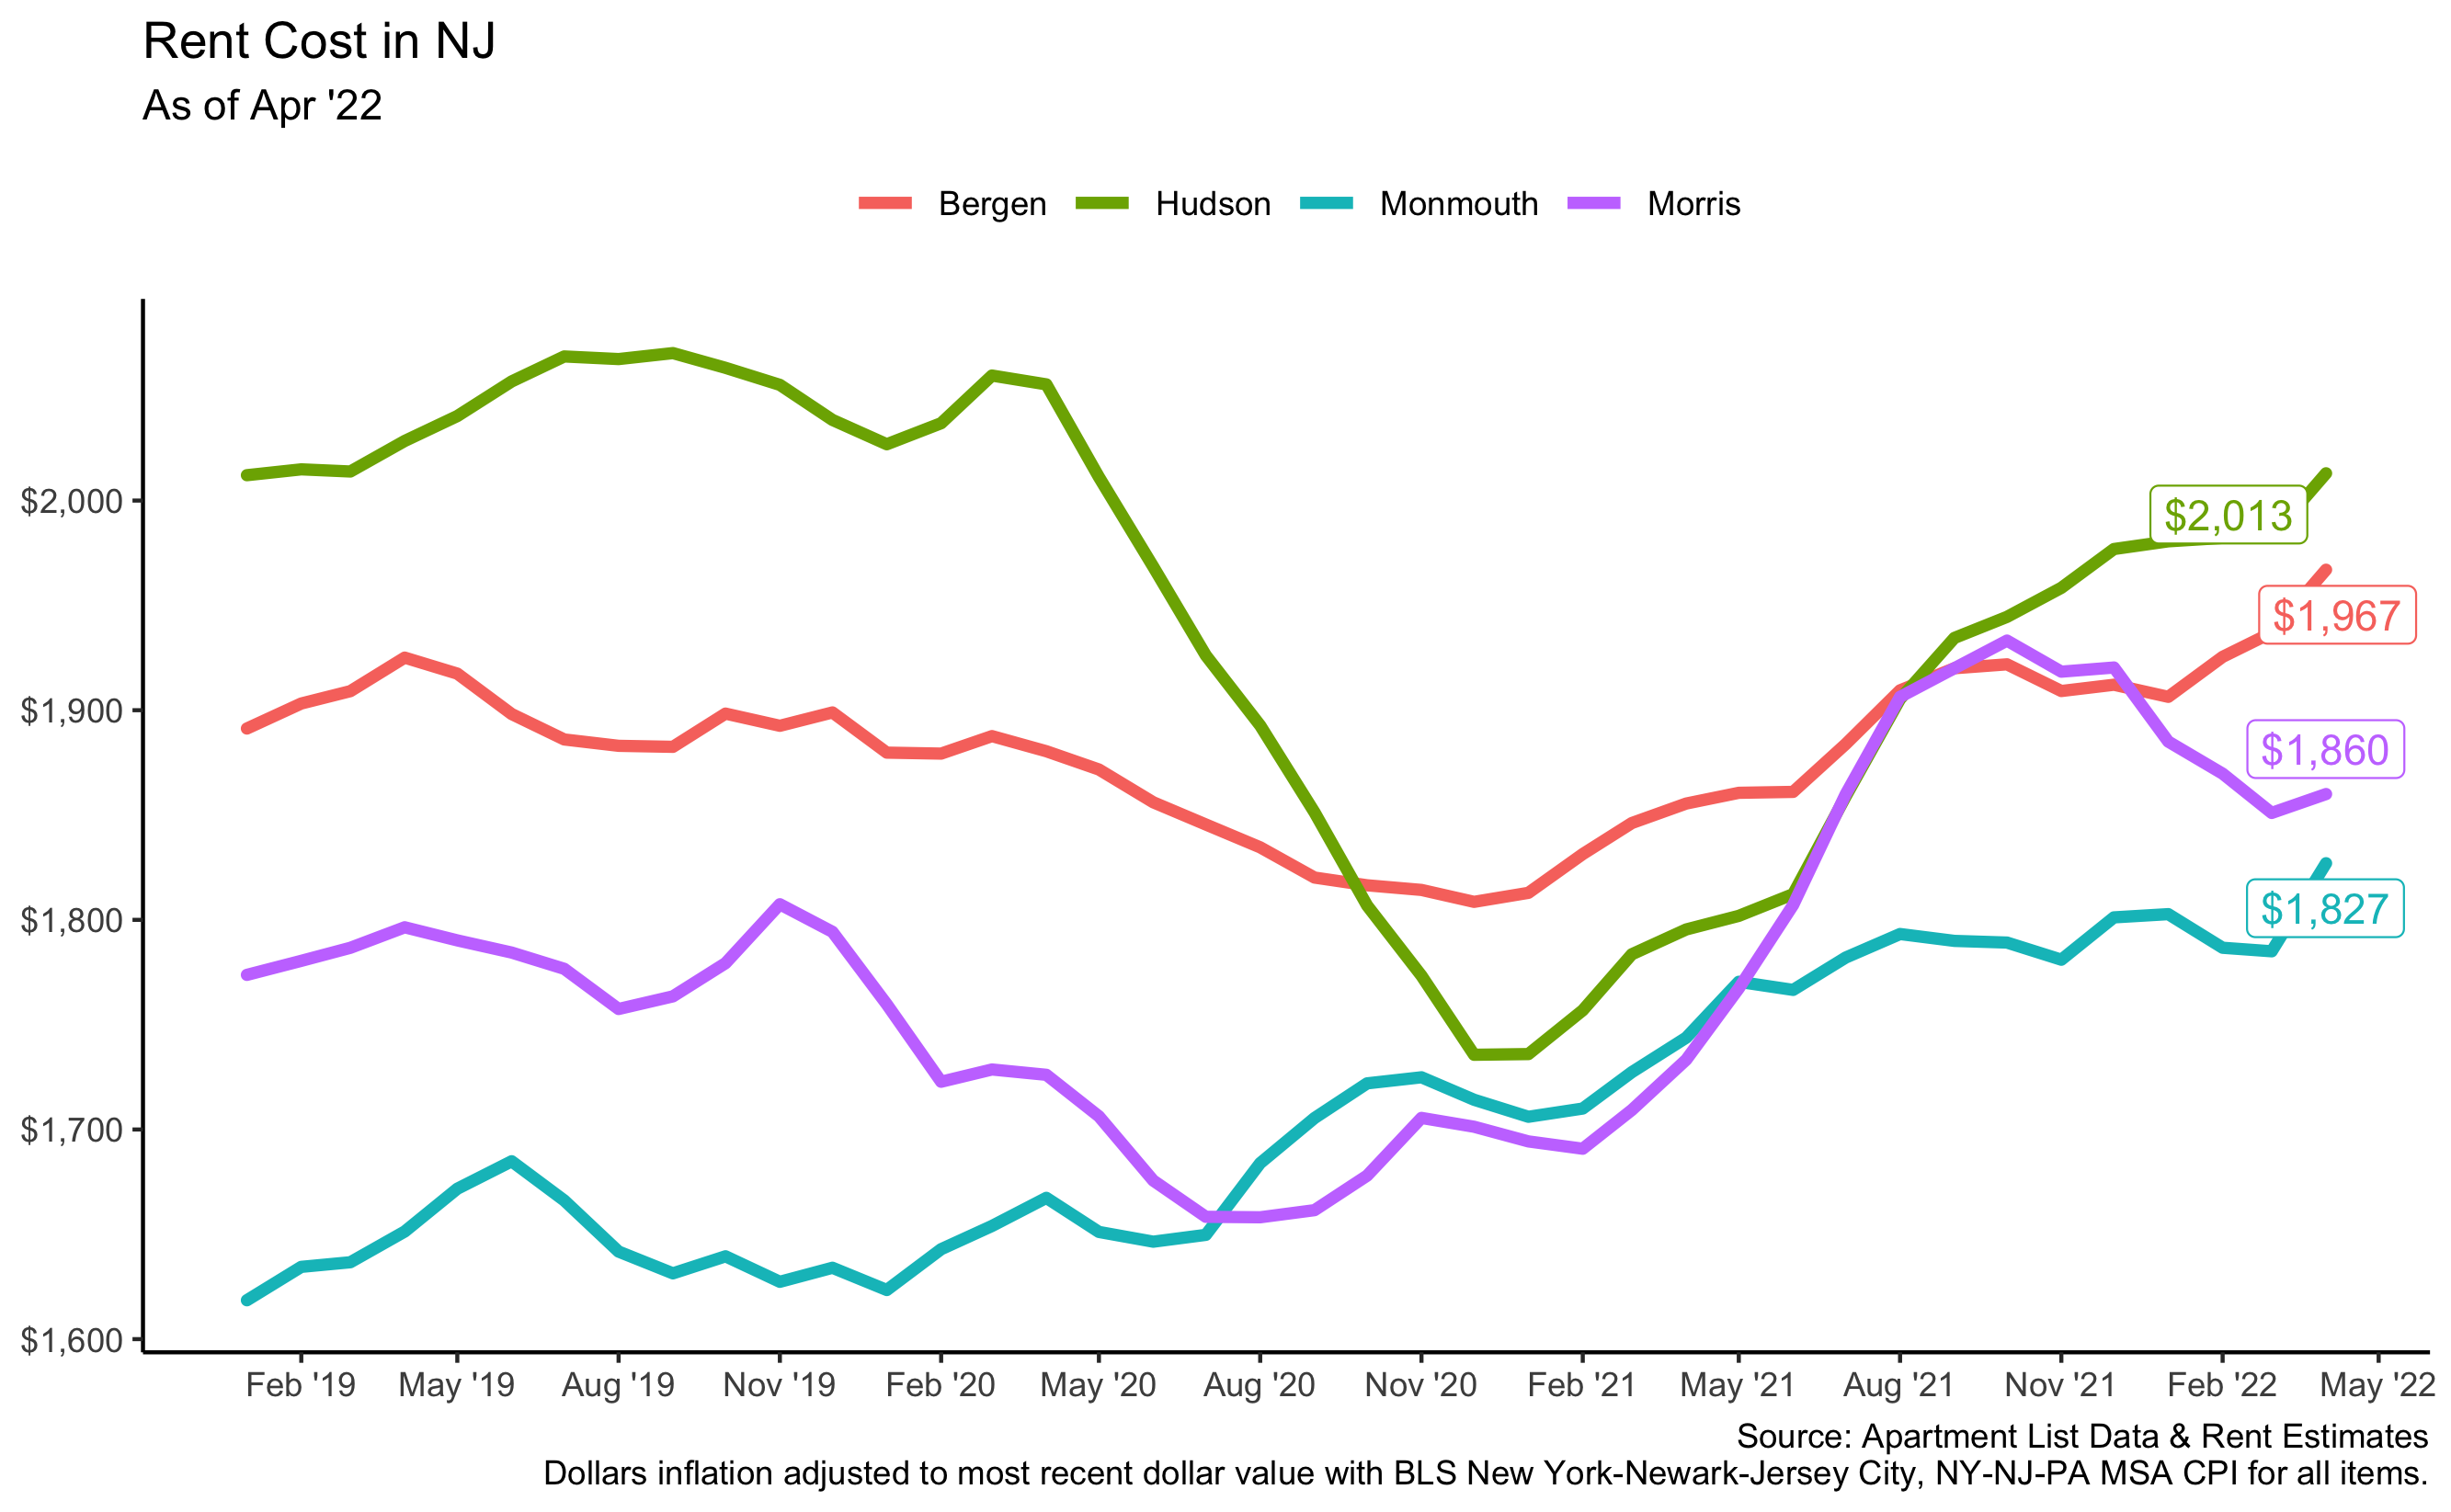 Rent Cost in NJ
As of Apr '22
Bergen Hudson Monmouth Morris
$2,000
$1,900
$1,800
$1,700
$1,600
$2,013
$1,967
$1,860
$1,827
Feb '19 May '19 Aug '19 Nov '19 Feb '20 May '20 Aug '20 Nov '20 Feb '21 May '21 Aug '21 Nov '21 Feb '22 May '22
Source: Apartment List Data & Rent Estimates
Dollars inflation adjusted to most recent dollar value with BLS New York-Newark-Jersey City, NY-NJ-PA MSA CPI for all items.